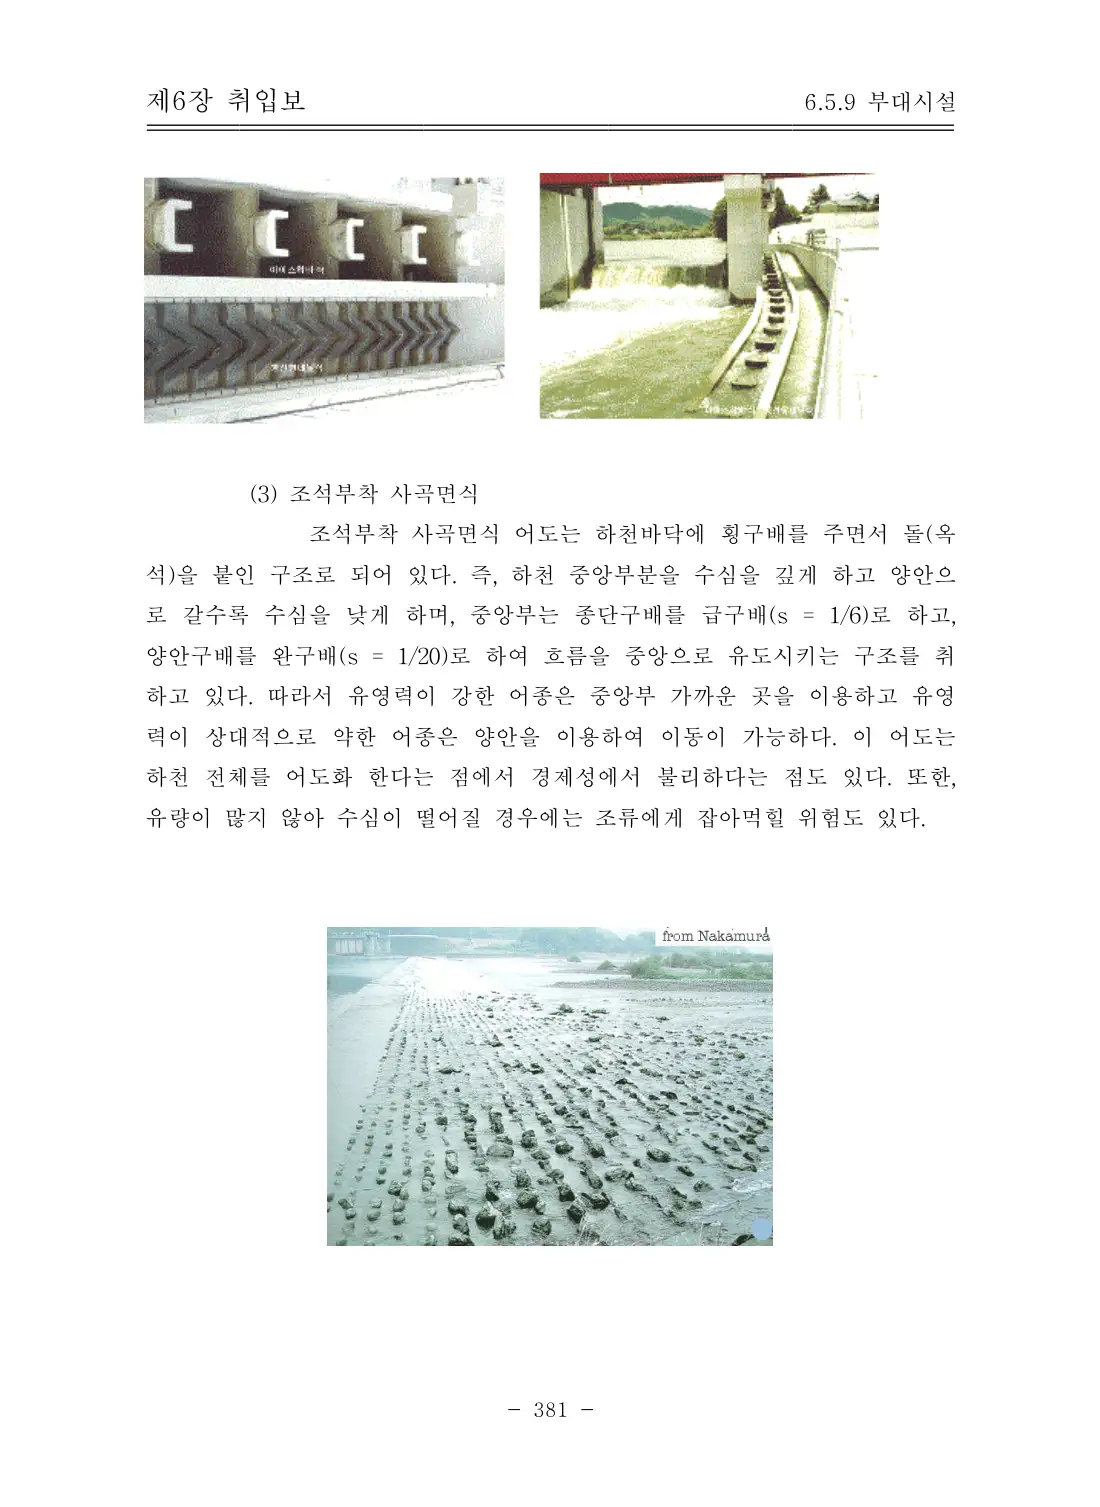 제6장 취입보
6.5.9 부대시설
(3) 조석부착 사곡면식
조석부착 사곡면식 어도는 하천바닥에 횡구배를 주면서 돌(옥
석)을 붙인 구조로 되어 있다. 즉, 하천 중앙부분을 수심을 깊게 하고 양안으
로 갈수록 수심을 낮게 하며, 중앙부는 종단구배를 급구배(s = 1/6)로 하고,
양안구배를 완구배(s = 1/20)로 하여 흐름을 중앙으로 유도시키는 구조를 취
하고 있다. 따라서 유영력이 강한 어종은 중앙부 가까운 곳을 이용하고 유영
력이 상대적으로 약한 어종은 양안을 이용하여 이동이 가능하다. 이 어도는
하천 전체를 어도화 한다는 점에서 경제성에서 불리하다는 점도 있다. 또한,
유량이 많지 않아 수심이 떨어질 경우에는 조류에게 잡아먹힐 위험도 있다.
from Nakamura
- 381 -